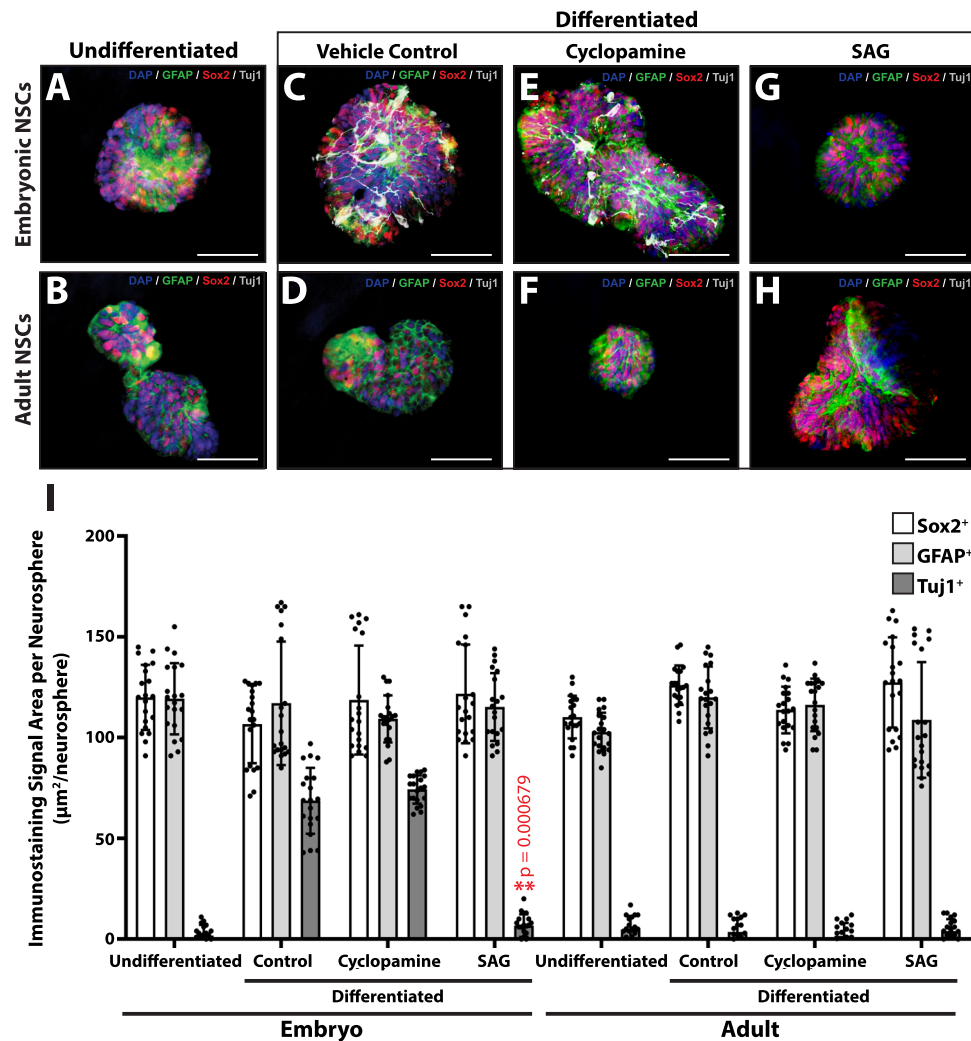 Differentiated
Undifferentiated
Vehicle Control
Cyclopamine
SAG
Embryonic NSCs
A
DAP / GFAP / Sox2 / Tuj1
C
DAP / GFAP / Sox2 / Tuj1
E
DAP / GFAP / Sox2 / Tuj1
G
DAP / GFAP / Sox2 / Tuj1
Adult NSCs
B
DAP / GFAP / Sox2 / Tuj1
D
DAP / GFAP / Sox2 / Tuj1
F
DAP / GFAP / Sox2 / Tuj1
H
DAP / GFAP / Sox2 / Tuj1
I
Immunostaining Signal Area per Neurosphere
(µm²/neurosphere)
200
150
100
50
0
Sox2⁺
GFAP⁺
Tuj1⁺
** p = 0.000679
Undifferentiated Control Cyclopamine SAG Undifferentiated Control Cyclopamine SAG
Differentiated Differentiated
Embryo Adult